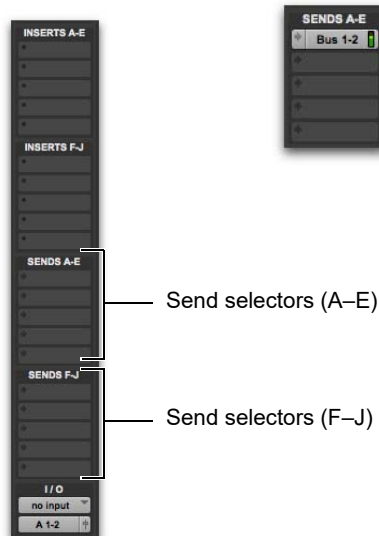 INSERTS A-E
INSERTS F-J
SENDS A-E
SENDS F-J
I / O
no input
A 1-2
SENDS A-E
Bus 1-2
Send selectors (A–E)
Send selectors (F–J)